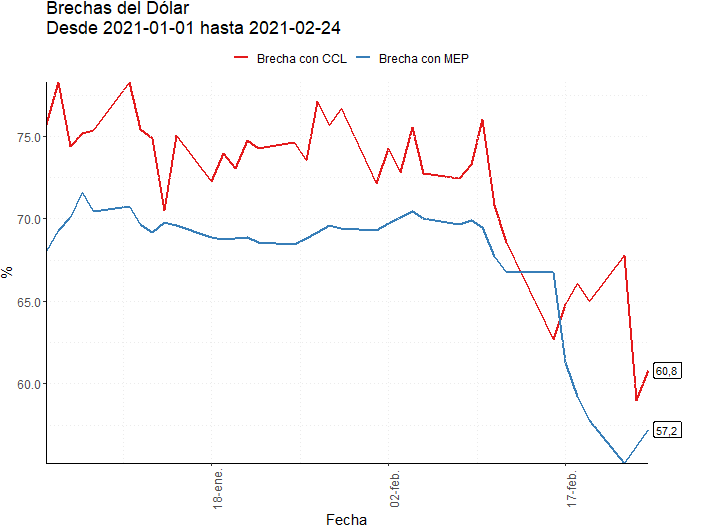 Brechas del Dólar
Desde 2021-01-01 hasta 2021-02-24
Brecha con CCL
Brecha con MEP
75.0
70.0
65.0
60.0
%
60,8
57,2
18-ene.
02-feb.
17-feb.
Fecha